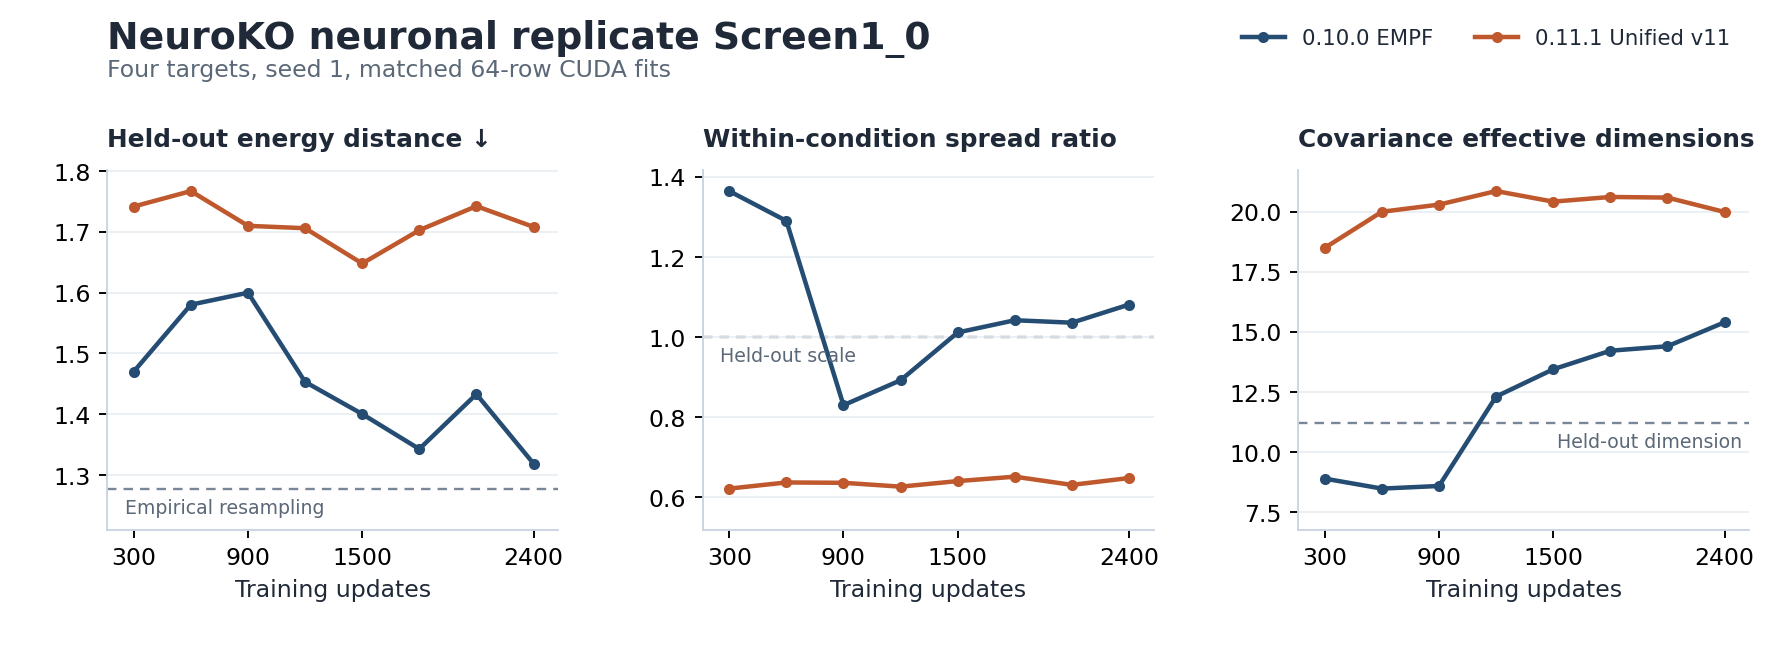 NeuroKO neuronal replicate Screen1_0
Four targets, seed 1, matched 64-row CUDA fits
0.10.0 EMPF
0.11.1 Unified v11
Held-out energy distance ↓
1.8
1.7
1.6
1.5
1.4
1.3
Empirical resampling
300
900
1500
2400
Training updates
Within-condition spread ratio
1.4
1.2
1.0
0.8
0.6
Held-out scale
300
900
1500
2400
Training updates
Covariance effective dimensions
20.0
17.5
15.0
12.5
10.0
7.5
Held-out dimension
300
900
1500
2400
Training updates